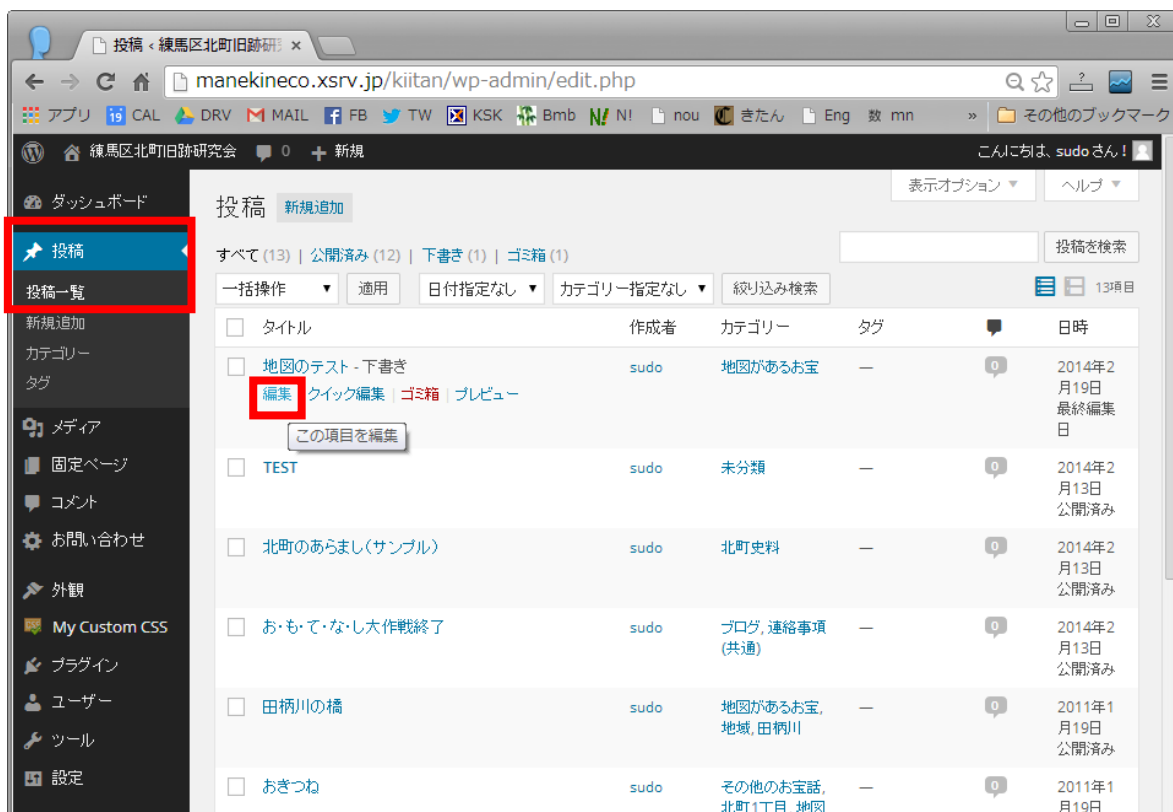 投稿 ‹ 練馬区北町旧跡研
manekineco.xsrv.jp/kiitan/wp-admin/edit.php
アプリ 19 CAL DRV MAIL FB TW KSK Bmb N! nou きたん Eng 数 mn » その他のブックマーク
練馬区北町旧跡研究会 0 + 新規 こんにちは、sudo さん！
ダッシュボード
投稿
投稿一覧
新規追加
カテゴリー
タグ
メディア
固定ページ
コメント
お問い合わせ
外観
My Custom CSS
プラグイン
ユーザー
ツール
設定
表示オプション ▼ ヘルプ ▼
投稿 新規追加
すべて (13) | 公開済み (12) | 下書き (1) | ゴミ箱 (1)
投稿を検索
一括操作 ▼ 適用 日付指定なし ▼ カテゴリー指定なし ▼ 絞り込み検索 13項目
タイトル 作成者 カテゴリー タグ 日時
地図のテスト - 下書き sudo 地図があるお宝 — 0 2014年2
月19日
最終編集
日
編集 | クイック編集 | ゴミ箱 | プレビュー
この項目を編集
TEST sudo 未分類 — 0 2014年2
月13日
公開済み
北町のあらまし(サンプル) sudo 北町史料 — 0 2014年2
月13日
公開済み
お・も・て・な・し大作戦終了 sudo ブログ, 連絡事項 — 0 2014年2
(共通) 月13日
公開済み
田柄川の橋 sudo 地図があるお宝, — 0 2011年1
地域, 田柄川 月19日
公開済み
おぎつね sudo その他のお宝話, — 0 2011年1
北町1丁目, 地図 月19日